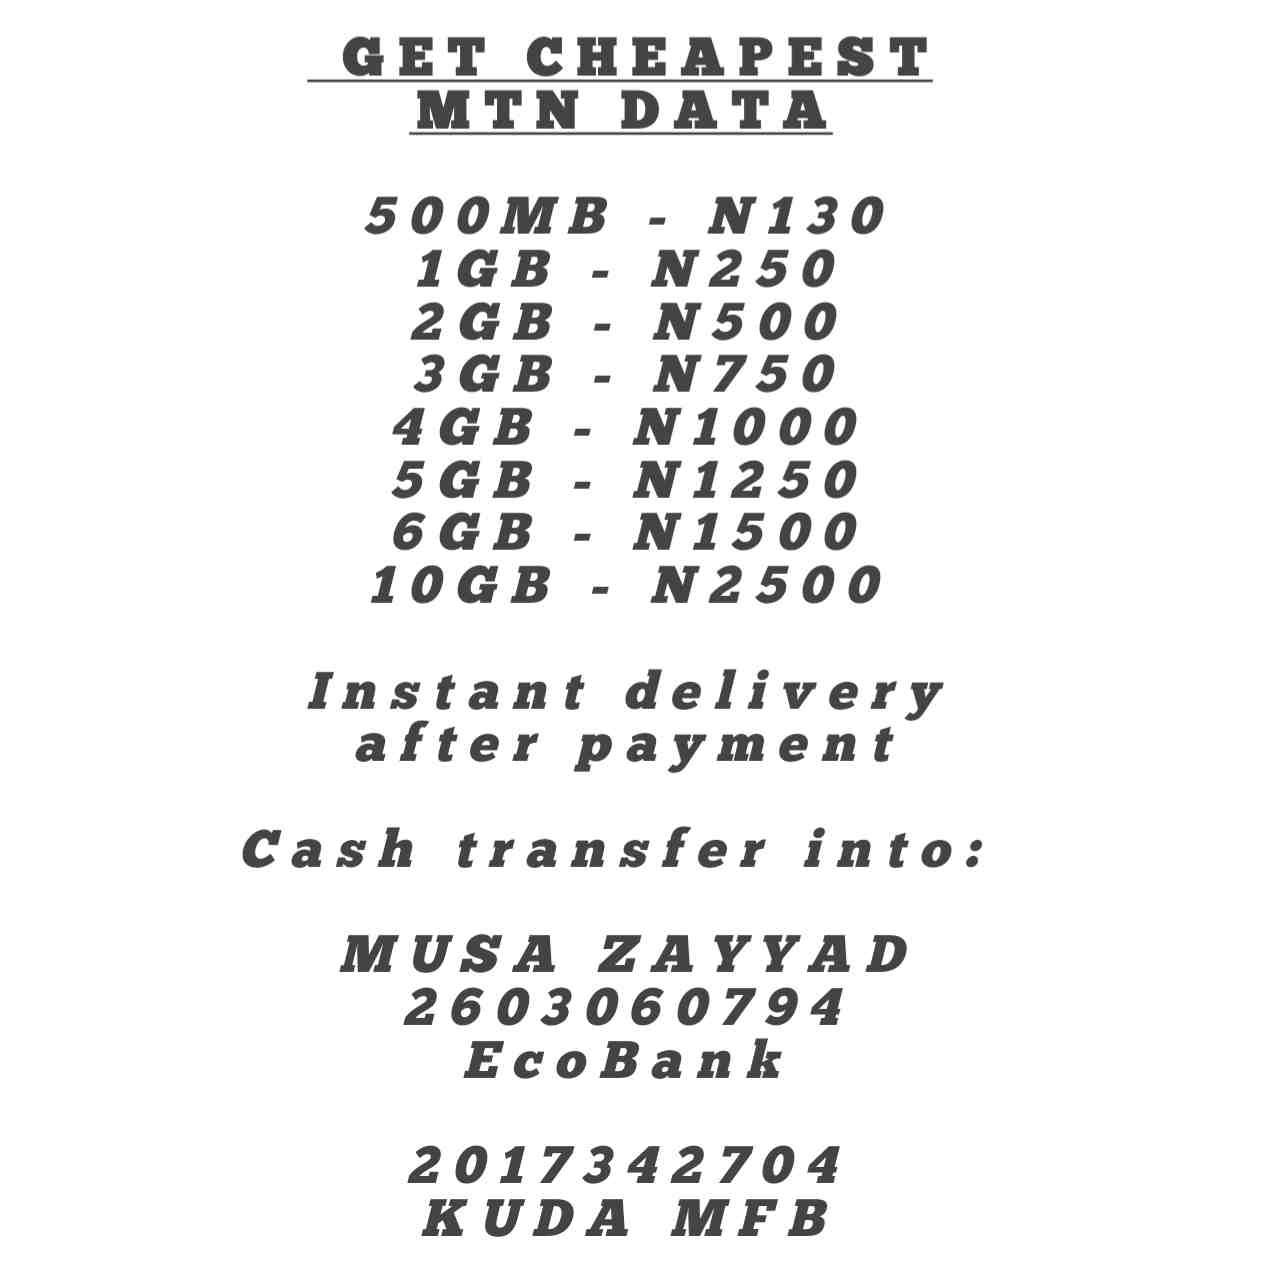 GET CHEAPEST
MTN DATA
500MB - N130
1GB - N250
2GB - N500
3GB - N750
4GB - N1000
5GB - N1250
6GB - N1500
10GB - N2500
Instant delivery
after payment
Cash transfer into:
MUSA ZAYYAD
2603060794
EcoBank
2017342704
KUDA MFB